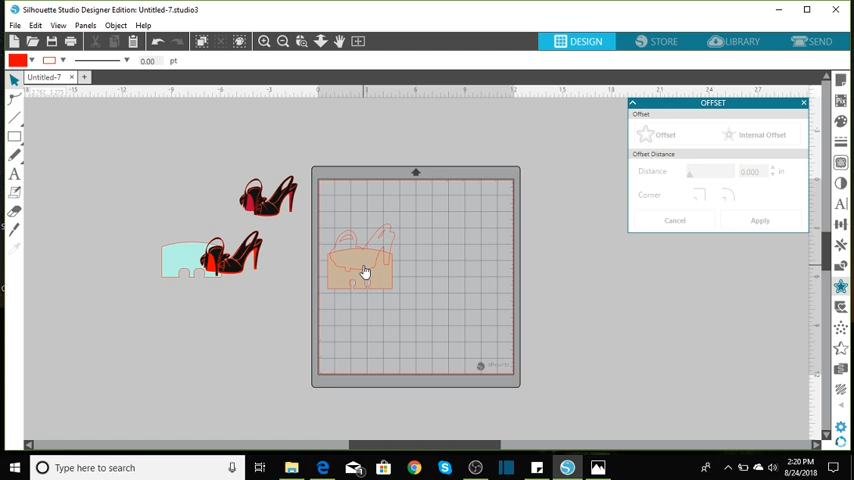 Silhouette Studio Designer Edition: Untitled-7.studio3
File Edit View Panels Object Help
0.00 pt
DESIGN STORE LIBRARY SEND
Untitled-7
OFFSET
Offset
Offset Internal Offset
Offset Distance
Distance 0.000 in
Corner
Cancel Apply
silhouette
Type here to search
2:20 PM
8/24/2018